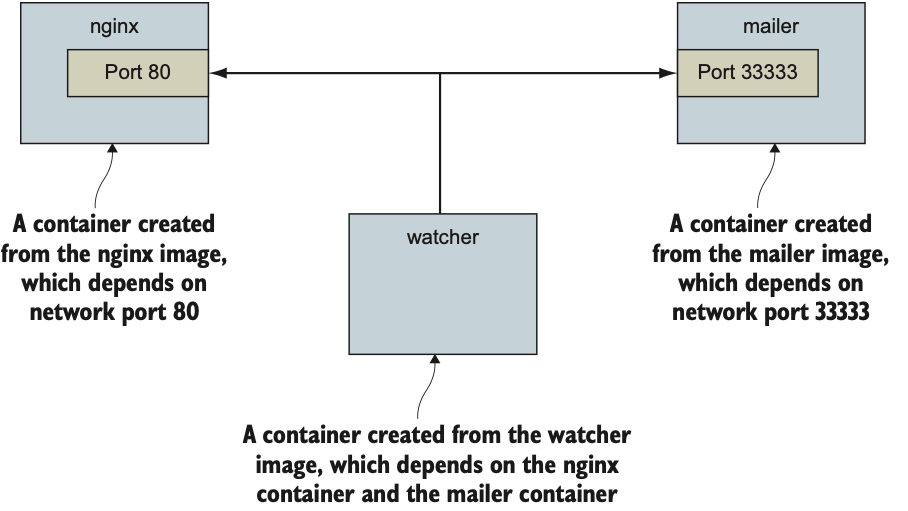 nginx
Port 80
mailer
Port 33333
A container created
from the nginx image,
which depends on
network port 80
watcher
A container created
from the mailer image,
which depends on
network port 33333
A container created from the watcher
image, which depends on the nginx
container and the mailer container